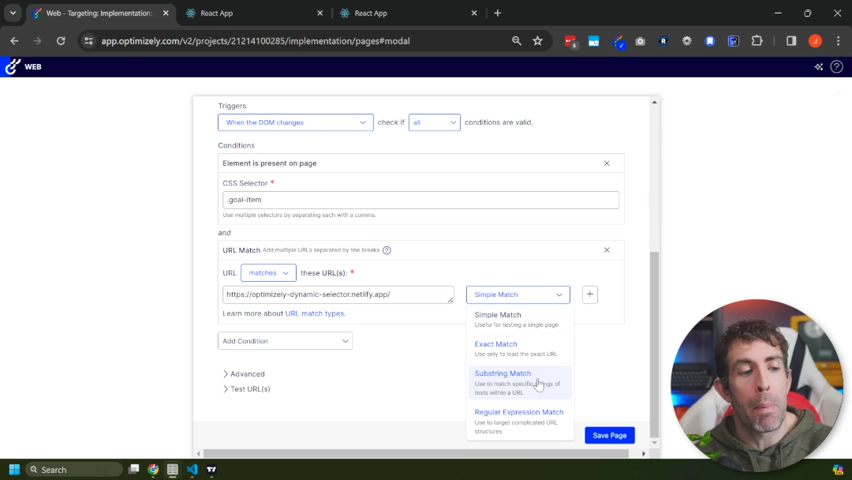 Web - Targeting: Implementation:
React App
React App
app.optimizely.com/v2/projects/21214100285/implementation/pages#modal
WEB
Triggers
When the DOM changes check if all conditions are valid.
Conditions
Element is present on page
CSS Selector *
.goal-item
Use multiple selectors by separating each with a comma.
and
URL Match Add multiple URLs separated by line breaks ?
URL matches these URL(s): *
https://optimizely-dynamic-selector.netlify.app/ Simple Match +
Learn more about URL match types.
Simple Match
Useful for testing a single page
Exact Match
Use only to load the exact URL
Substring Match
Use to match specific strings of
texts within a URL
Regular Expression Match
Use to target complicated URL
structures
Add Condition
Advanced
Test URL(s)
Save Page
Search